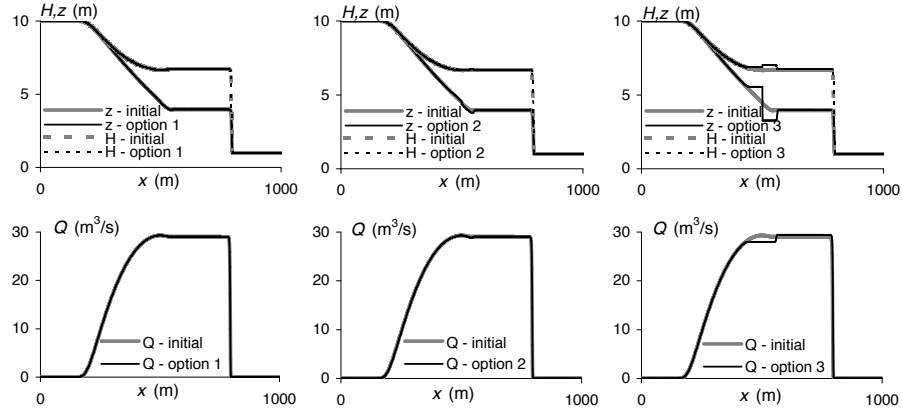 H,z (m)
10
5
0
z - initial
z - option 1
H - initial
H - option 1
0
x (m)
1000
H,z (m)
10
5
0
z - initial
z - option 2
H - initial
H - option 2
0
x (m)
1000
H,z (m)
10
5
0
z - initial
z - option 3
H - initial
H - option 3
0
x (m)
1000
Q (m³/s)
30
20
10
0
Q - initial
Q - option 1
0
x (m)
1000
Q (m³/s)
30
20
10
0
Q - initial
Q - option 2
0
x (m)
1000
Q (m³/s)
30
20
10
0
Q - initial
Q - option 3
0
x (m)
1000